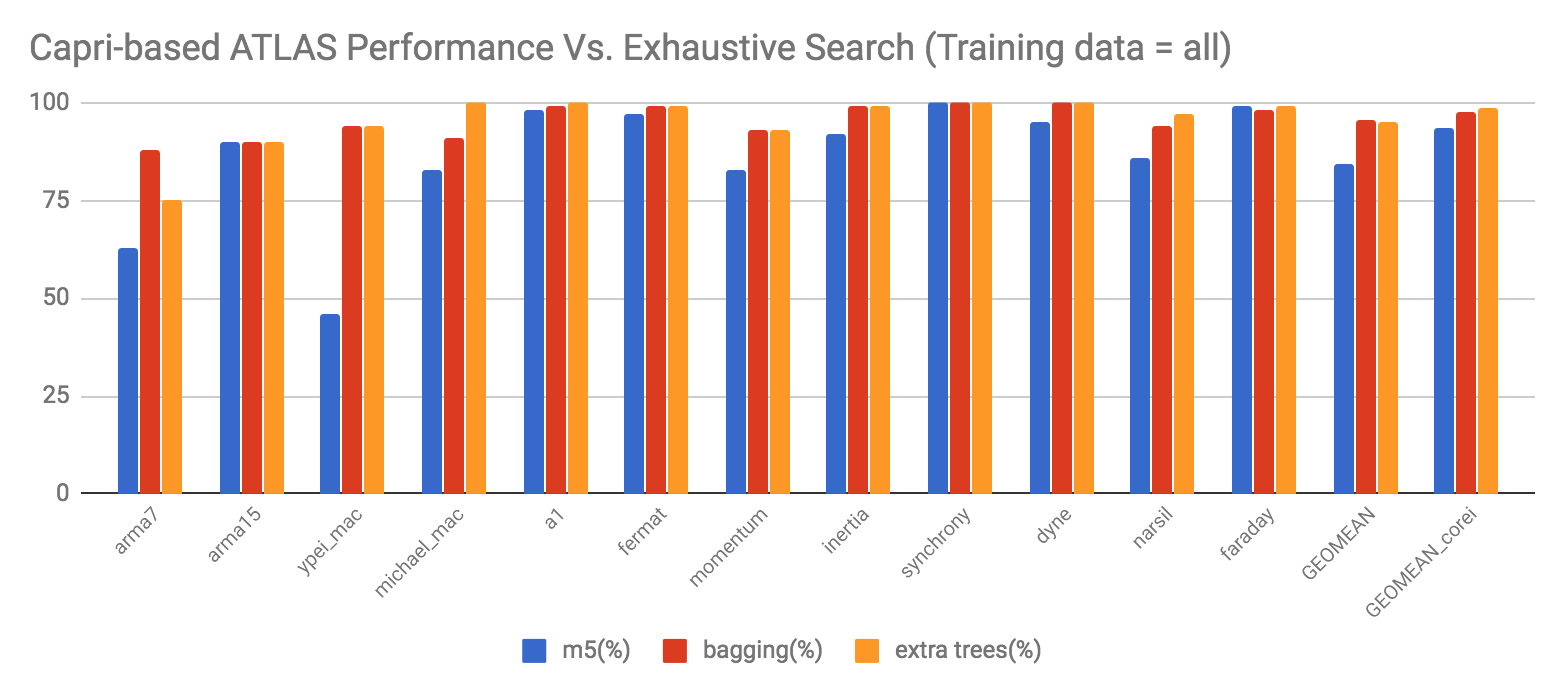 Capri-based ATLAS Performance Vs. Exhaustive Search (Training data = all)
100
75
50
25
0
arma7
arma15
ypei_mac
michael_mac
a1
fermat
momentum
inertia
synchrony
dyne
narsil
faraday
GEOMEAN
GEOMEAN_corei
m5(%) bagging(%) extra trees(%)